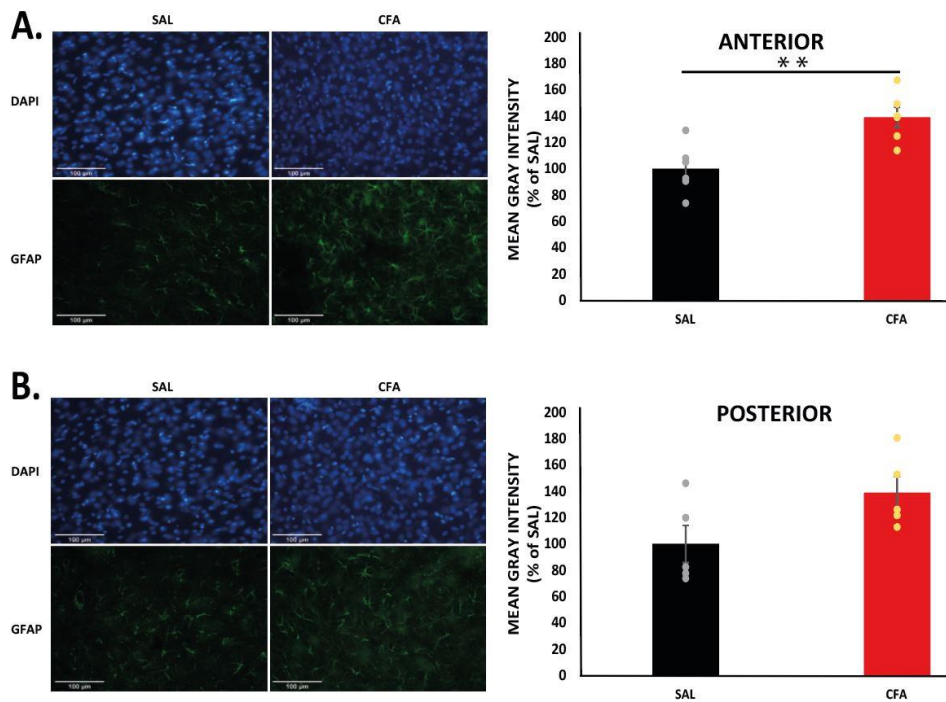 A.
SAL CFA
DAPI
100 µm 100 µm
GFAP
100 µm 100 µm
ANTERIOR
**
MEAN GRAY INTENSITY
(% of SAL)
200
180
160
140
120
100
80
60
40
20
0
SAL CFA
B.
SAL CFA
DAPI
100 µm 100 µm
GFAP
100 µm 100 µm
POSTERIOR
MEAN GRAY INTENSITY
(% of SAL)
200
180
160
140
120
100
80
60
40
20
0
SAL CFA